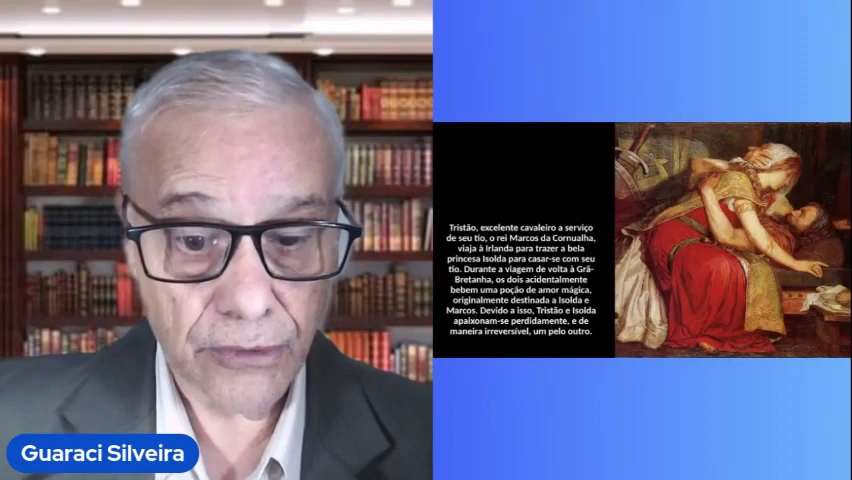 Tristão, excelente cavaleiro a serviço
de seu tio, o rei Marcos da Cornualha,
viaja à Irlanda para trazer a bela
princesa Isolda para casar-se com seu
tio. Durante a viagem de volta à Grã-
Bretanha, os dois acidentalmente
bebem uma poção de amor mágica,
originalmente destinada a Isolda e
Marcos. Devido a isso, Tristão e Isolda
apaixonam-se perdidamente, e de
maneira irreversível, um pelo outro.
Guaraci Silveira